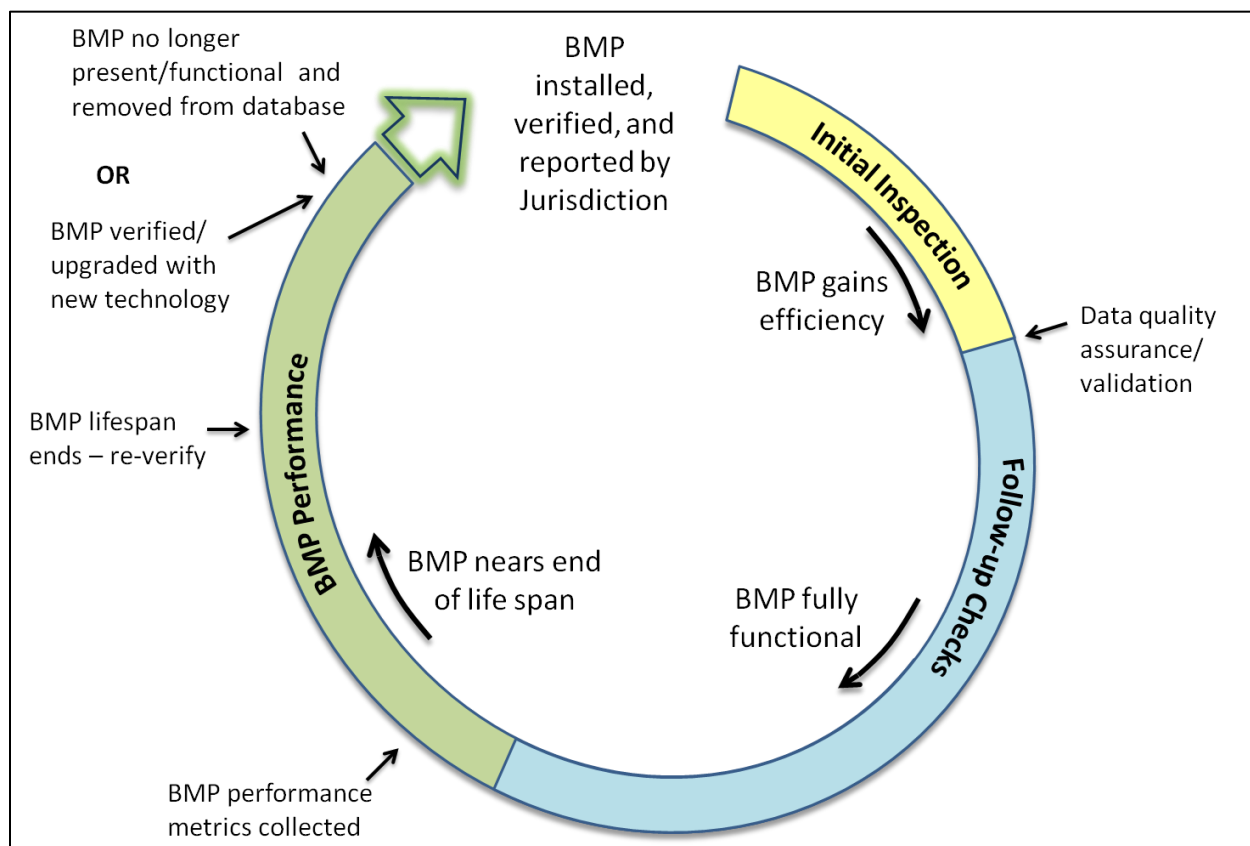 BMP no longer
present/functional and
removed from database
OR
BMP verified/
upgraded with
new technology
BMP lifespan
ends – re-verify
BMP performance
metrics collected
BMP
installed,
verified, and
reported by
Jurisdiction
Initial Inspection
BMP gains
efficiency
Data quality
assurance/
validation
Follow-up Checks
BMP fully
functional
BMP nears end
of life span
BMP Performance